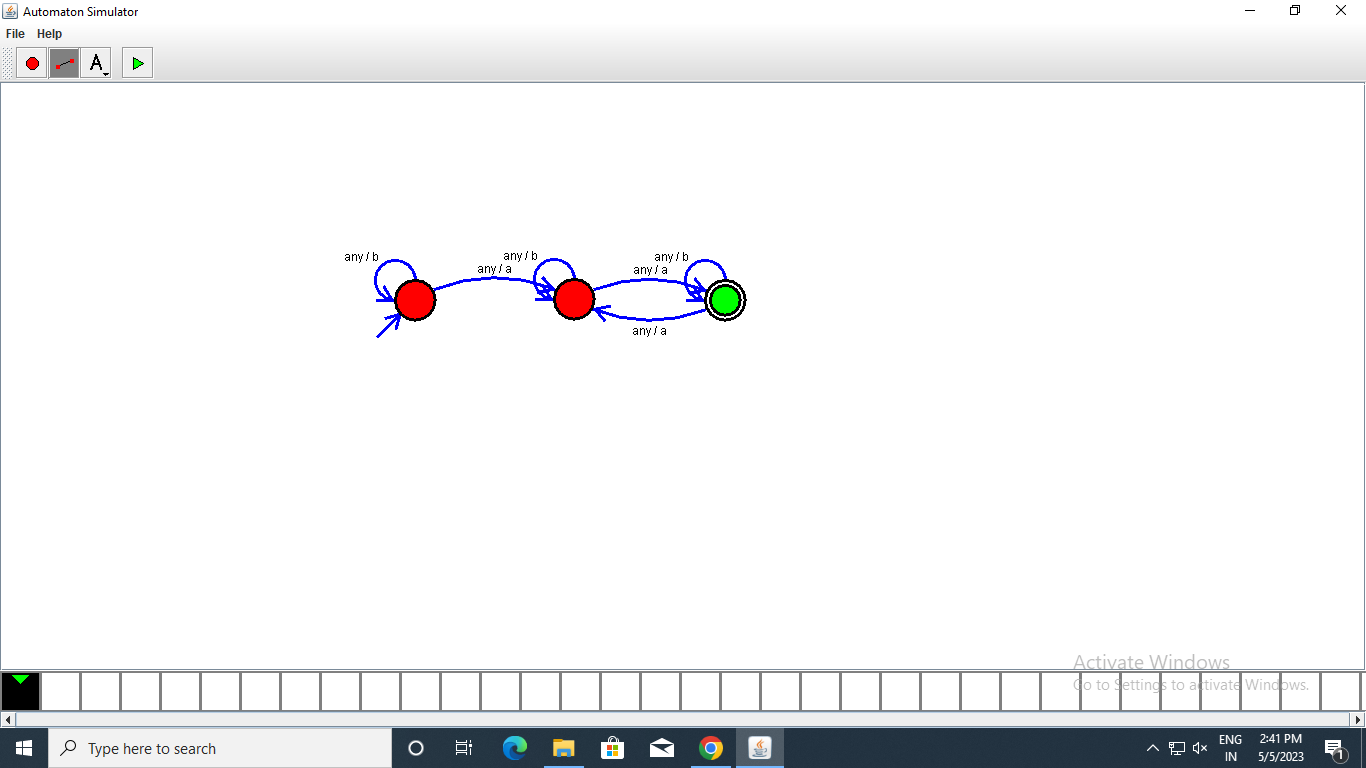 Automaton Simulator
File Help
A
any / b
any / a
any / b
any / a
any / b
any / a
Activate Windows
Go to Settings to activate Windows.
Type here to search
ENG
IN
2:41 PM
5/5/2023
1